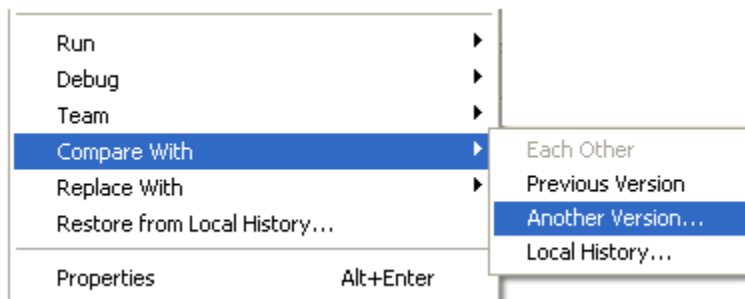 Run
Debug
Team
Compare With
Replace With
Restore from Local History...
Properties Alt+Enter
Each Other
Previous Version
Another Version...
Local History...